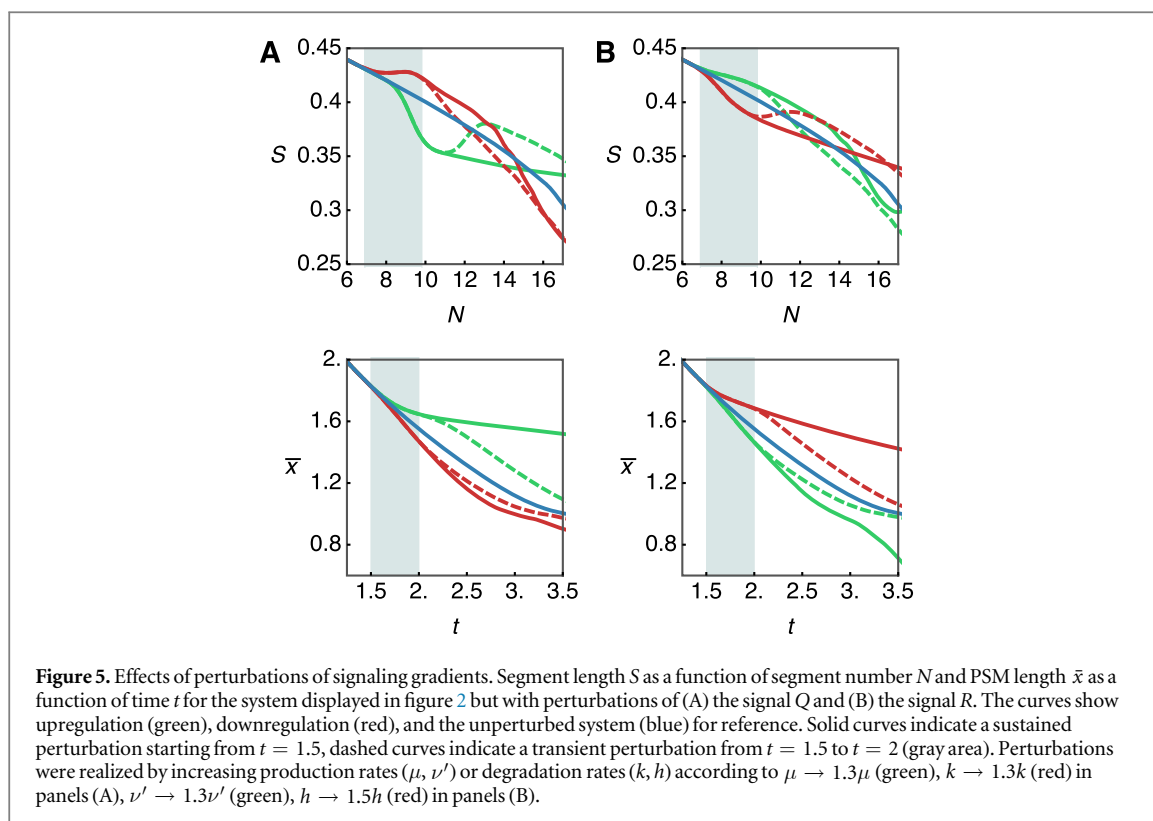 A
B
0.45
0.4
S
0.35
0.3
0.25
6 8 10 12 14 16
N
0.45
0.4
S
0.35
0.3
0.25
6 8 10 12 14 16
N
2.
1.6
x̄
1.2
0.8
1.5 2. 2.5 3. 3.5
t
2.
1.6
x̄
1.2
0.8
1.5 2. 2.5 3. 3.5
t
Figure 5. Effects of perturbations of signaling gradients. Segment length S as a function of segment number N and PSM length x̄ as a
function of time t for the system displayed in figure 2 but with perturbations of (A) the signal Q and (B) the signal R. The curves show
upregulation (green), downregulation (red), and the unperturbed system (blue) for reference. Solid curves indicate a sustained
perturbation starting from t = 1.5, dashed curves indicate a transient perturbation from t = 1.5 to t = 2 (gray area). Perturbations
were realized by increasing production rates (μ, ν′) or degradation rates (k, h) according to μ → 1.3μ (green), k → 1.3k (red) in
panels (A), ν′ → 1.3ν′ (green), h → 1.5h (red) in panels (B).